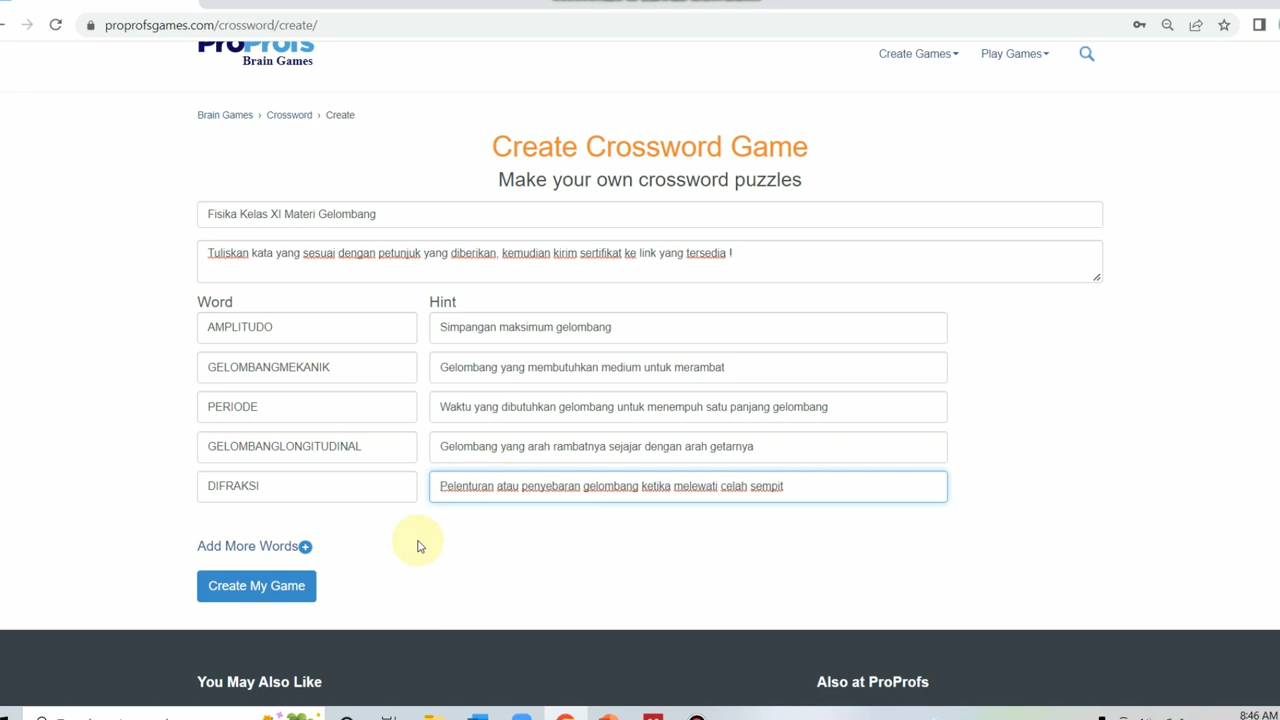 proprofsgames.com/crossword/create/
ProProfs
Brain Games
Create Games
Play Games
Brain Games › Crossword › Create
Create Crossword Game
Make your own crossword puzzles
Fisika Kelas XI Materi Gelombang
Tuliskan kata yang sesuai dengan petunjuk yang diberikan, kemudian kirim sertifikat ke link yang tersedia !
Word Hint
AMPLITUDO Simpangan maksimum gelombang
GELOMBANGMEKANIK Gelombang yang membutuhkan medium untuk merambat
PERIODE Waktu yang dibutuhkan gelombang untuk menempuh satu panjang gelombang
GELOMBANGLONGITUDINAL Gelombang yang arah rambatnya sejajar dengan arah getarnya
DIFRAKSI Pelenturan atau penyebaran gelombang ketika melewati celah sempit
Add More Words
Create My Game
You May Also Like
Also at ProProfs
8:46 AM